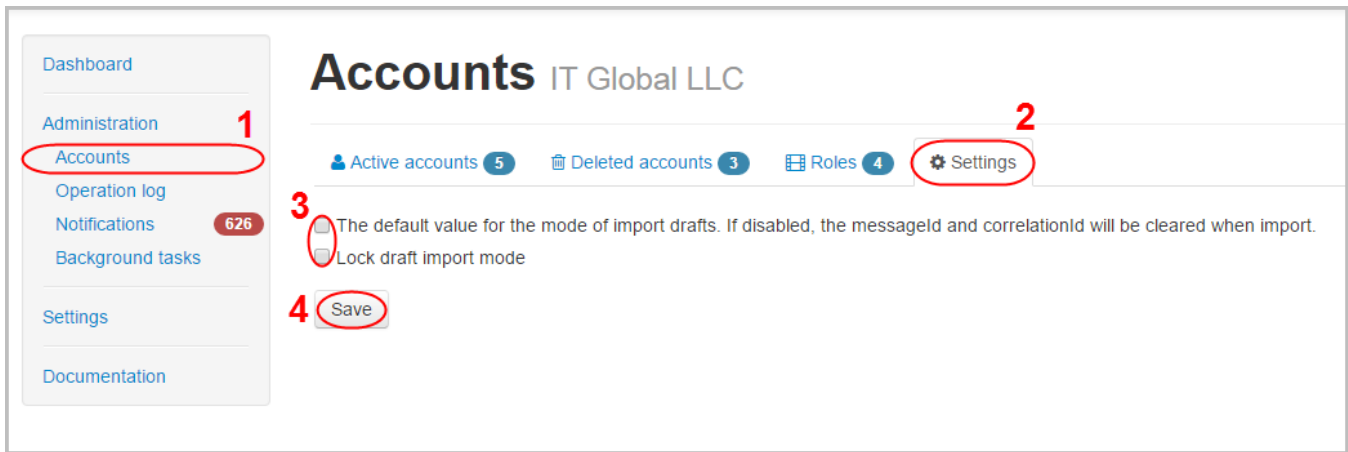 Dashboard
Administration
1
Accounts
Operation log
Notifications 626
Background tasks
Settings
Documentation
Accounts IT Global LLC
2
Active accounts 5 Deleted accounts 3 Roles 4 Settings
3
The default value for the mode of import drafts. If disabled, the messageId and correlationId will be cleared when import.
Lock draft import mode
4 Save